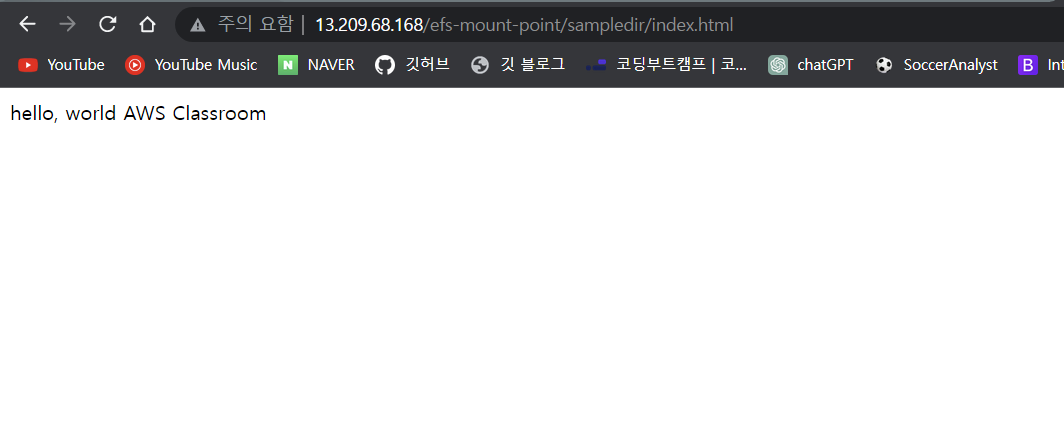 주의 요함 | 13.209.68.168/efs-mount-point/sampledir/index.html
YouTube YouTube Music N NAVER 깃허브 깃 블로그 코딩부트캠프 | 코... chatGPT SoccerAnalyst B Int
hello, world AWS Classroom